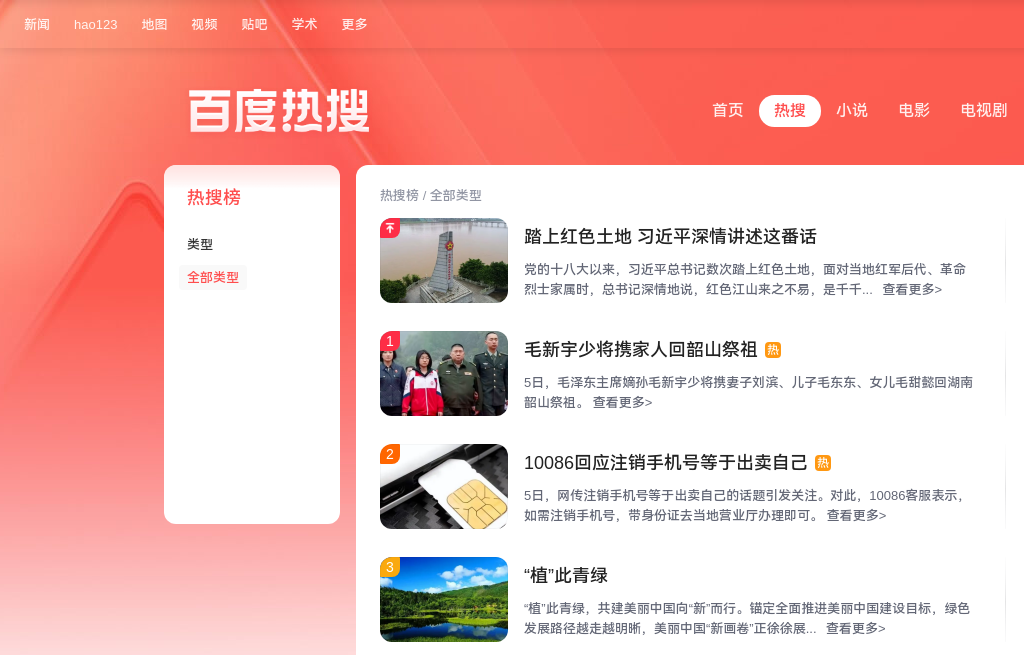 新闻 hao123 地图 视频 贴吧 学术 更多
百度热搜
首页 热搜 小说 电影 电视剧
热搜榜
类型
全部类型
热搜榜 / 全部类型
踏上红色土地 习近平深情讲述这番话
党的十八大以来，习近平总书记数次踏上红色土地，面对当地红军后代、革命
烈士家属时，总书记深情地说，红色江山来之不易，是千千... 查看更多>
1
毛新宇少将携家人回韶山祭祖 热
5日，毛泽东主席嫡孙毛新宇少将携妻子刘滨、儿子毛东东、女儿毛甜懿回湖南
韶山祭祖。 查看更多>
2
10086回应注销手机号等于出卖自己 热
5日，网传注销手机号等于出卖自己的话题引发关注。对此，10086客服表示，
如需注销手机号，带身份证去当地营业厅办理即可。 查看更多>
3
“植”此青绿
“植”此青绿，共建美丽中国向“新”而行。锚定全面推进美丽中国建设目标，绿色
发展路径越走越明晰，美丽中国“新画卷”正徐徐展... 查看更多>